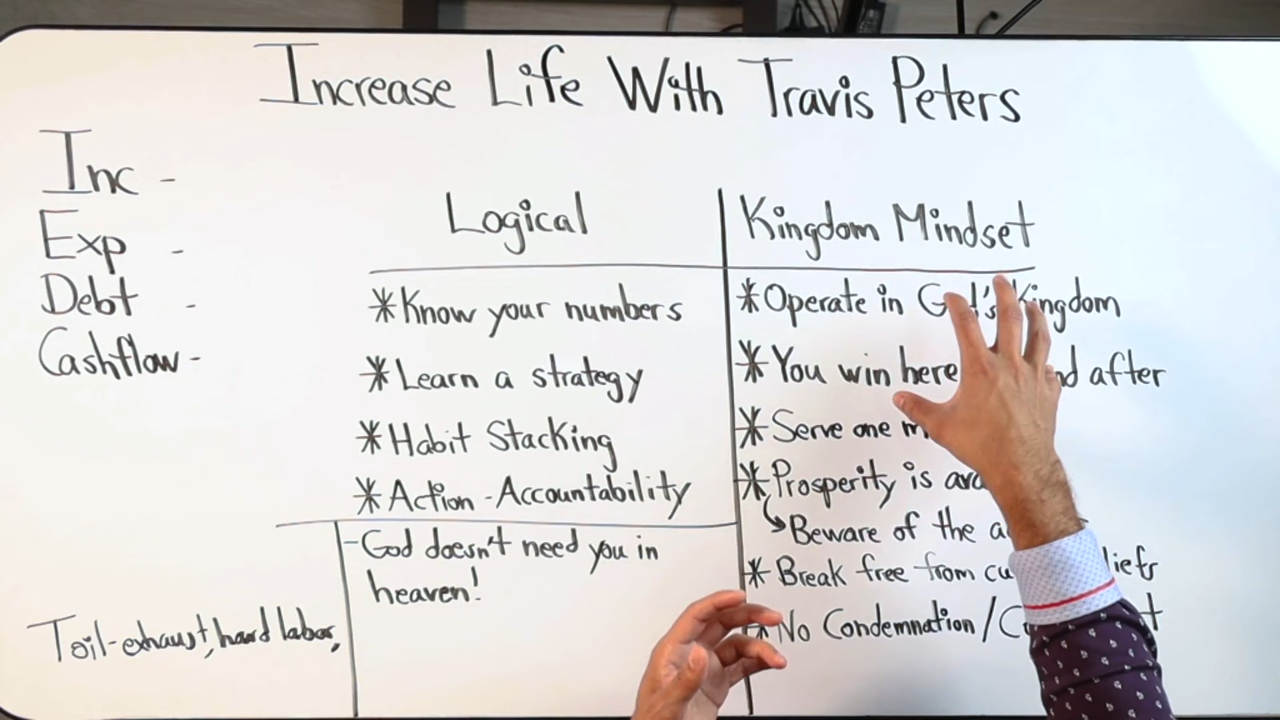 Increase Life With Travis Peters
Inc -
Exp -
Debt -
Cashflow -
Logical
*Know your numbers
*Learn a strategy
*Habit Stacking
*Action - Accountability
-God doesn't need you in
heaven!
Toil-exhaust, hard labor,
Kingdom Mindset
*Operate in God's Kingdom
*You win here after
*Serve one
*Prosperity is
Beware of the
*Break free from
*No Condemnation/